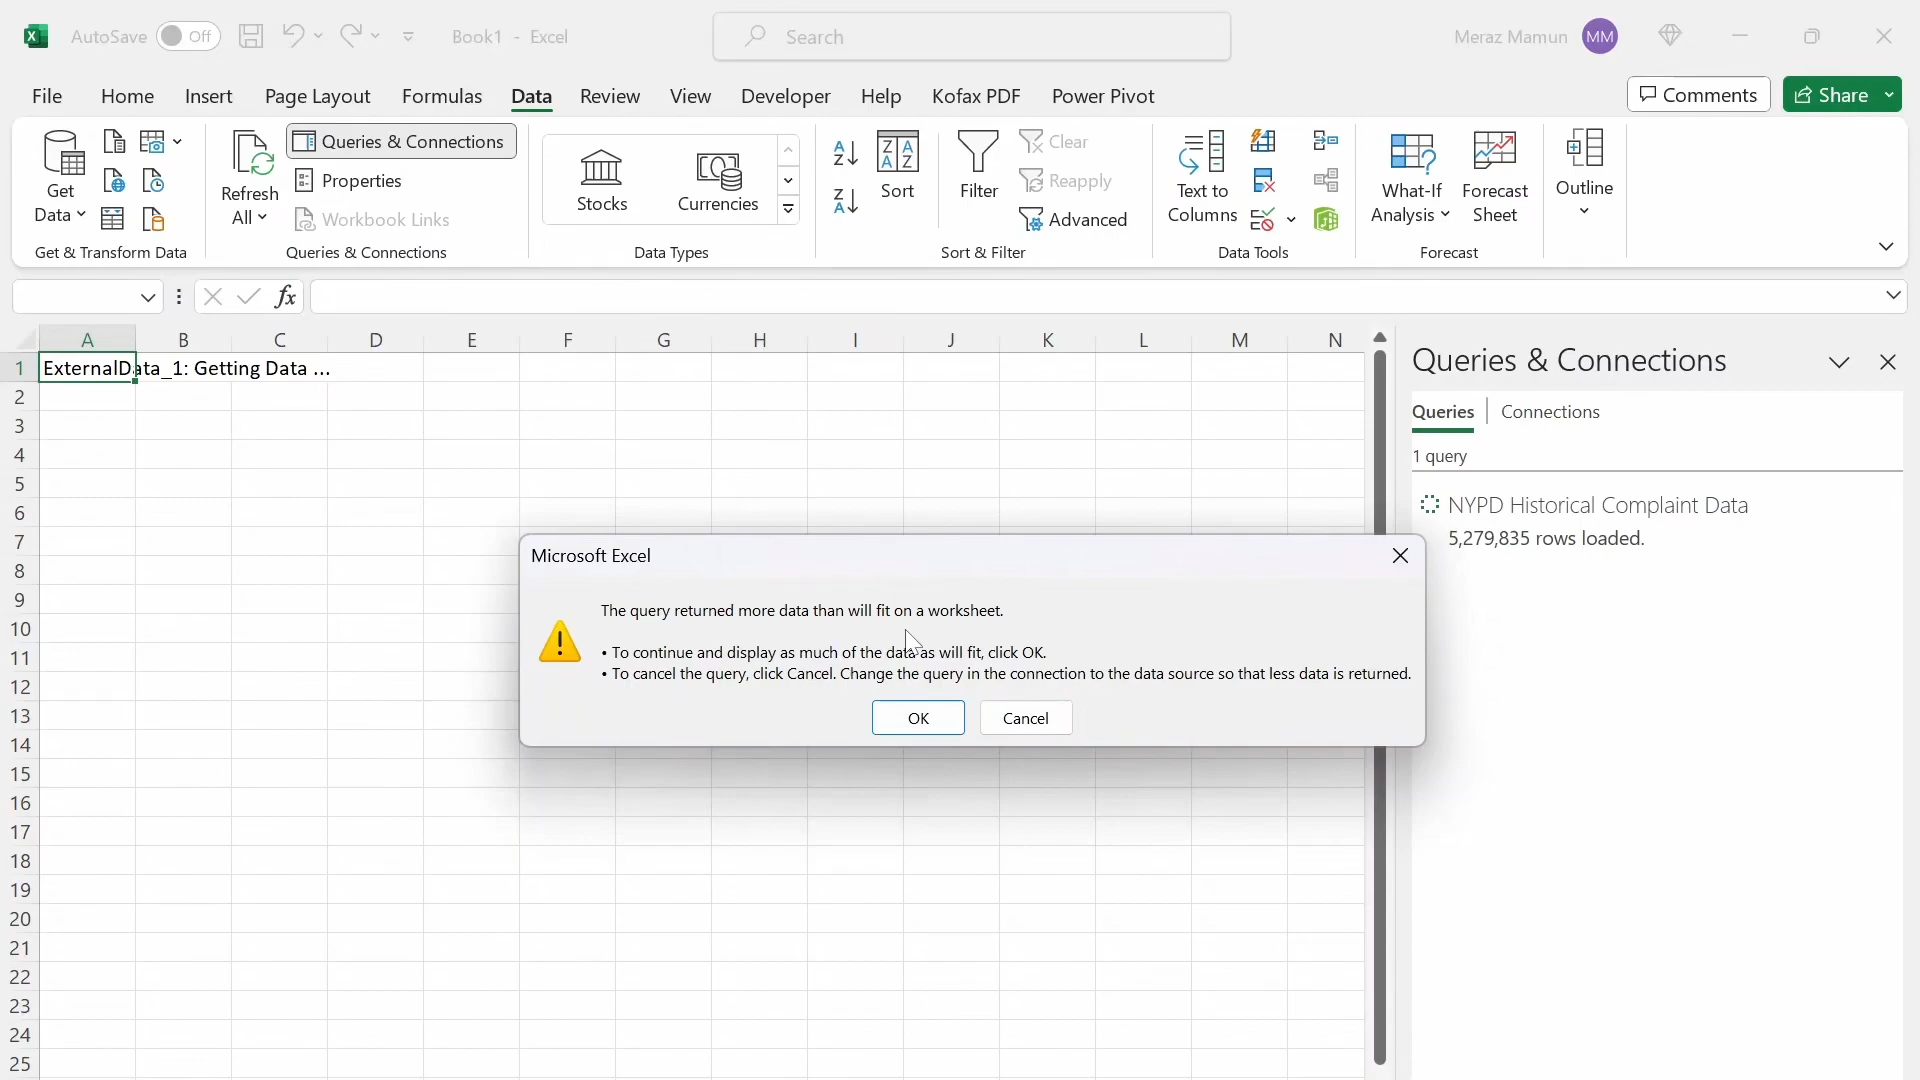 AutoSave Off Book1 - Excel Search Meraz Mamun MM
File Home Insert Page Layout Formulas Data Review View Developer Help Kofax PDF Power Pivot Comments Share
Get
Data
Get & Transform Data
Refresh
All
Queries & Connections
Properties
Workbook Links
Queries & Connections
Stocks
Currencies
Data Types
Sort
Filter
Clear
Reapply
Advanced
Sort & Filter
Text to
Columns
Data Tools
What-If
Analysis
Forecast
Sheet
Forecast
Outline
fx
A B C D E F G H I J K L M N
1 ExternalData_1: Getting Data ...
2
3
4
5
6
7
8
9
10
11
12
13
14
15
16
17
18
19
20
21
22
23
24
25
Microsoft Excel
The query returned more data than will fit on a worksheet.
• To continue and display as much of the data as will fit, click OK.
• To cancel the query, click Cancel. Change the query in the connection to the data source so that less data is returned.
OK Cancel
Queries & Connections
Queries Connections
1 query
NYPD Historical Complaint Data
5,279,835 rows loaded.